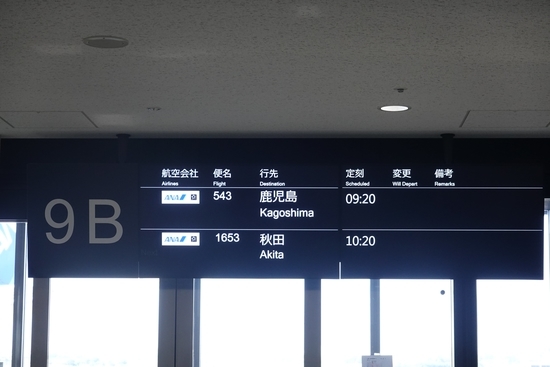 航空会社 便名 行先 定刻 変更 備考
Airlines Flight Destination Scheduled Will Depart Remarks
9B
ANA 543 鹿児島 09:20
Kagoshima
ANA 1653 秋田 10:20
Akita